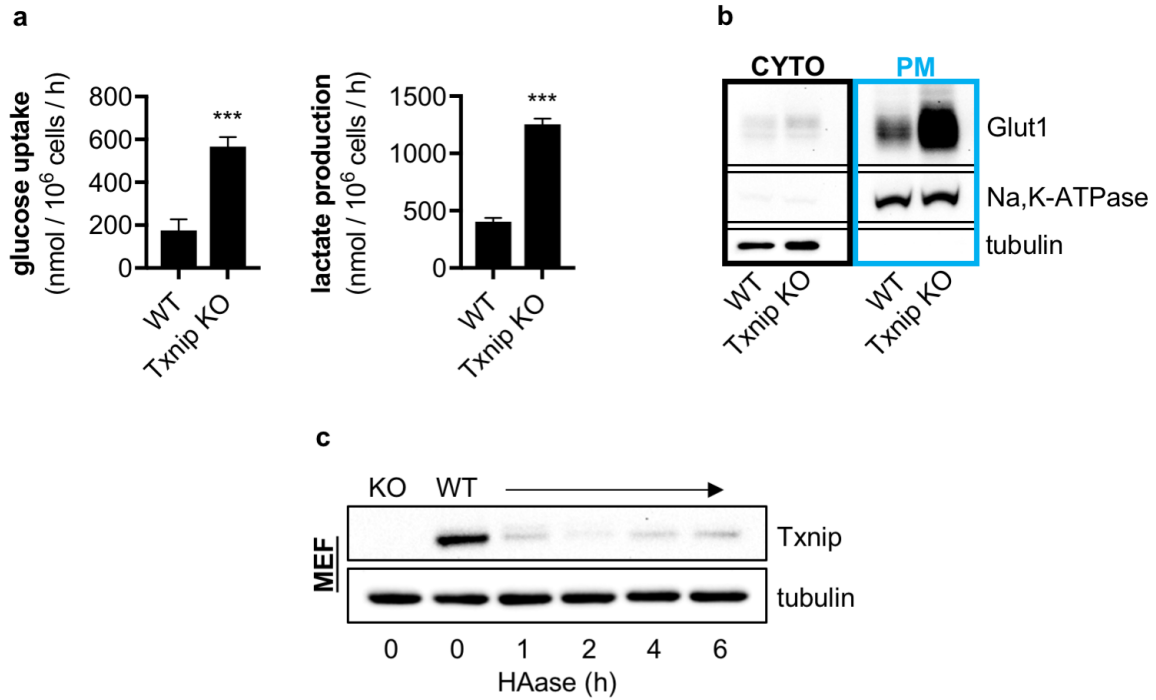 a
glucose uptake
(nmol / 10⁶ cells / h)
800
600
400
200
0
***
WT
Txnip KO
lactate production
(nmol / 10⁶ cells / h)
1500
1000
500
0
***
WT
Txnip KO
b
CYTO PM
Glut1
Na,K-ATPase
tubulin
WT
Txnip KO
WT
Txnip KO
c
KO WT
MEF
Txnip
tubulin
0 0 1 2 4 6
HAase (h)